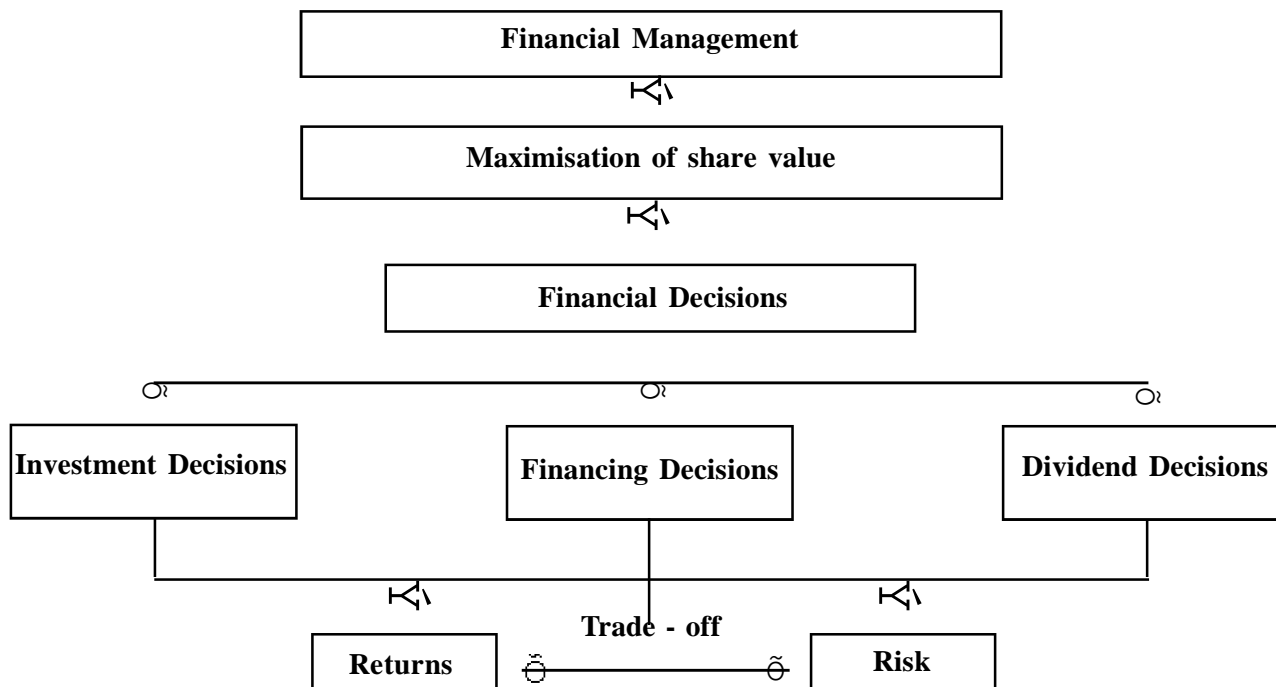 Financial Management
Maximisation of share value
Financial Decisions
Investment Decisions
Financing Decisions
Dividend Decisions
Trade - off
Returns
Risk